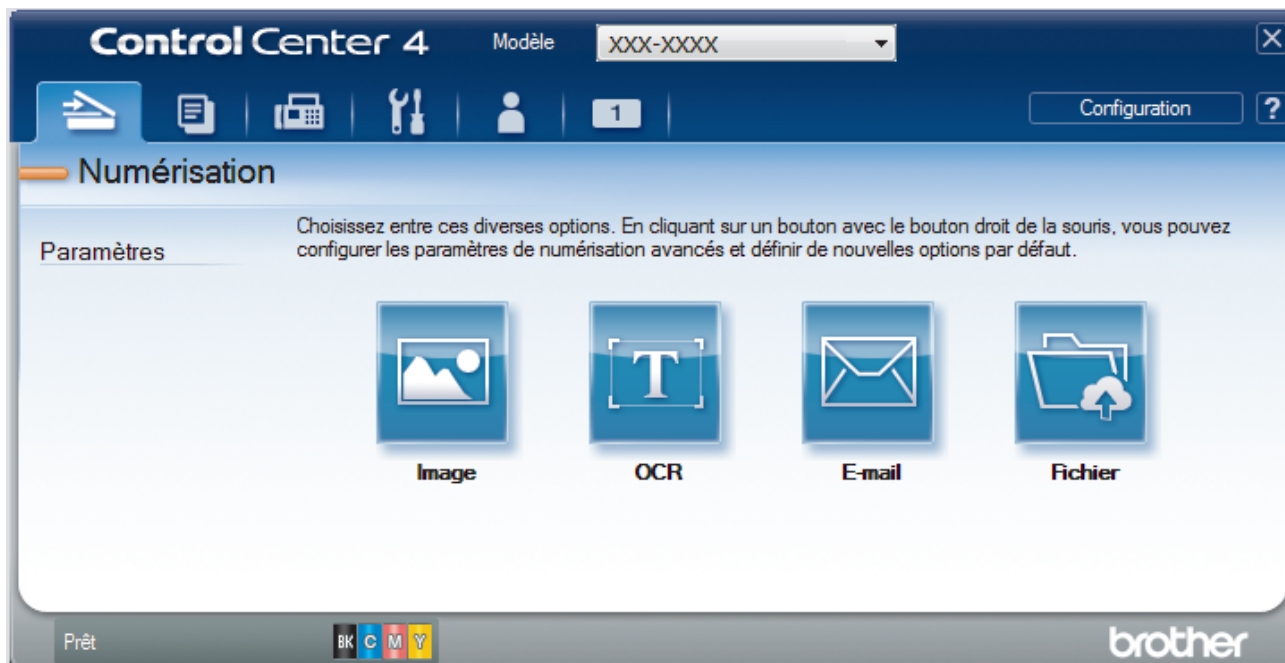 ControlCenter 4
Modèle
XXX-XXXX
1
Configuration
?
Numérisation
Paramètres
Choisissez entre ces diverses options. En cliquant sur un bouton avec le bouton droit de la souris, vous pouvez
configurer les paramètres de numérisation avancés et définir de nouvelles options par défaut.
T
Image
OCR
E-mail
Fichier
Prêt
BK C M Y
brother